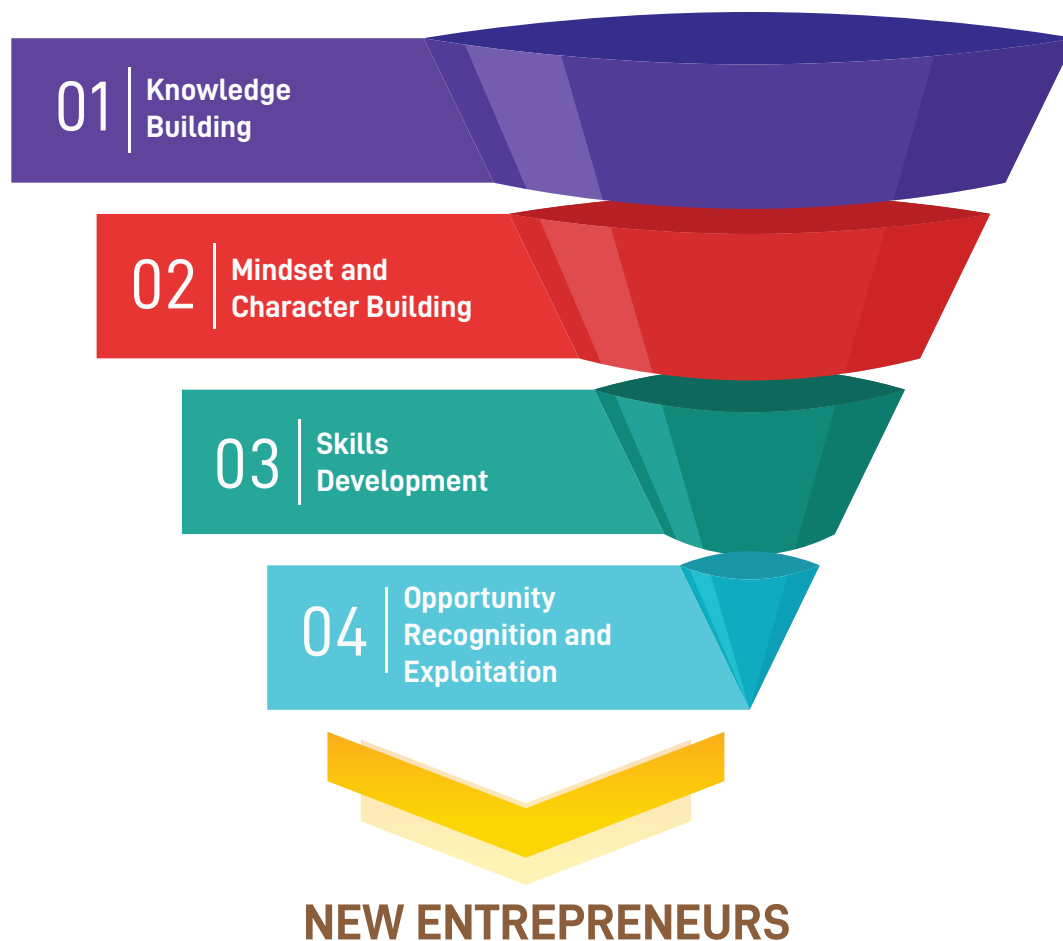 01
Knowledge
Building
02
Mindset and
Character Building
03
Skills
Development
04
Opportunity
Recognition and
Exploitation
NEW ENTREPRENEURS